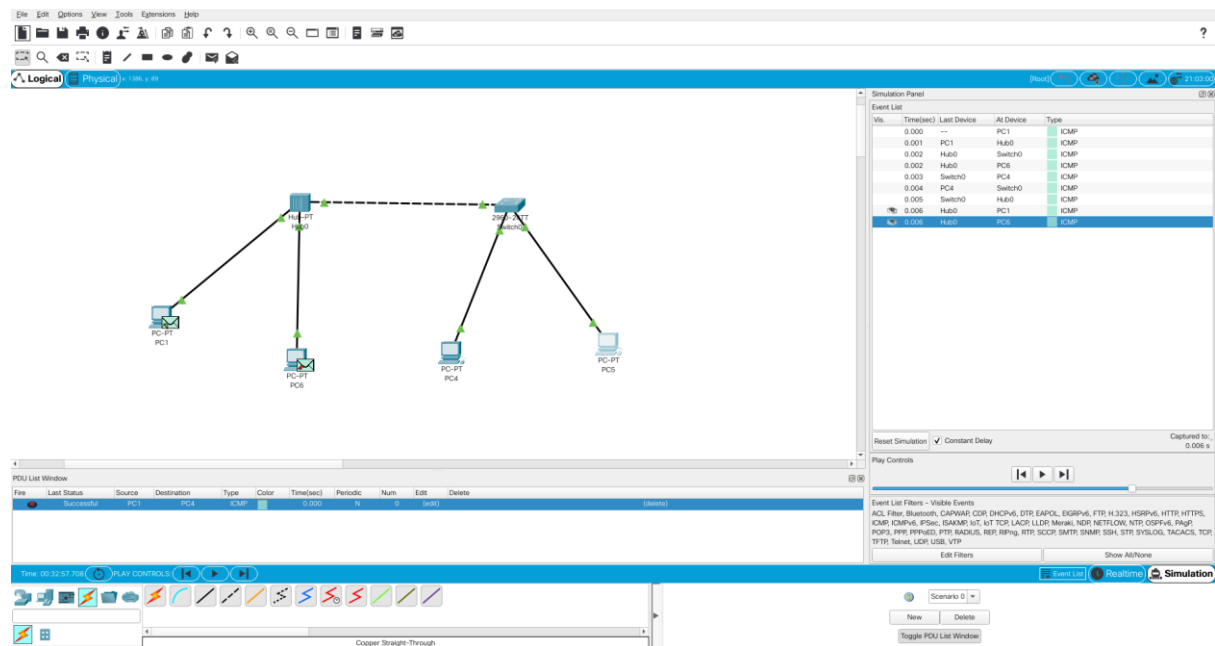 File Edit Options View Tools Extensions Help
?
Logical Physical x: 1386, y: 89 [Root] 21:03:00
Simulation Panel
Event List
Vis. Time(sec) Last Device At Device Type
0.000 -- PC1 ICMP
0.001 PC1 Hub0 ICMP
0.002 Hub0 Switch0 ICMP
0.002 Hub0 PC6 ICMP
0.003 Switch0 PC4 ICMP
0.004 PC4 Switch0 ICMP
0.005 Switch0 Hub0 ICMP
0.006 Hub0 PC1 ICMP
0.006 Hub0 PC6 ICMP
Hub-PT
Hub0
Switch0
PC-PT
PC1
PC-PT
PC6
PC-PT
PC4
PC-PT
PC5
Reset Simulation Constant Delay Captured to:
0.006 s
Play Controls
PDU List Window
Fire Last Status Source Destination Type Color Time(sec) Periodic Num Edit Delete
Successful PC1 PC4 ICMP 0.000 N 0 (edit) (delete)
Event List Filters - Visible Events
ACL Filter, Bluetooth, CAPWAP, CDP, DHCPv6, DTP, EAPOL, EIGRPv6, FTP, H.323, HSRPv6, HTTP, HTTPS,
ICMP, ICMPv6, IPSec, ISAKMP, IoT, IoT TCP, LACP, LLDP, Meraki, NDP, NETFLOW, NTP, OSPFv6, PAgP,
POP3, PPP, PPPoED, PTP, RADIUS, REP, RIPng, RTP, SCCP, SMTP, SNMP, SSH, STP, SYSLOG, TACACS, TCP,
TFTP, Telnet, UDP, USB, VTP
Edit Filters Show All/None
Time: 00:32:57.708 PLAY CONTROLS: Event List Realtime Simulation
Scenario 0
New Delete
Toggle PDU List Window
Copper Straight-Through